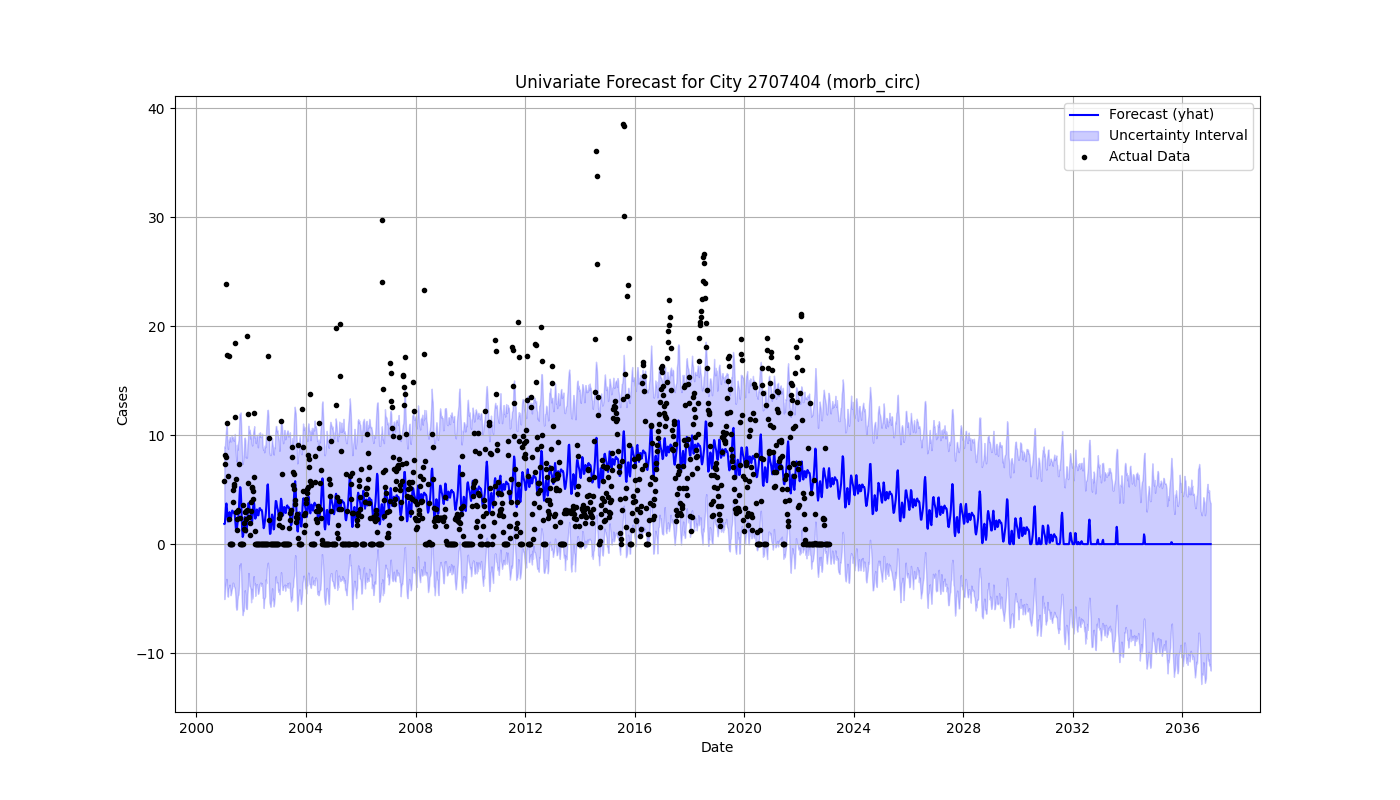 Univariate Forecast for City 2707404 (morb_circ)
Forecast (yhat)
Uncertainty Interval
Actual Data
40
30
20
10
0
−10
Cases
2000 2004 2008 2012 2016 2020 2024 2028 2032 2036
Date